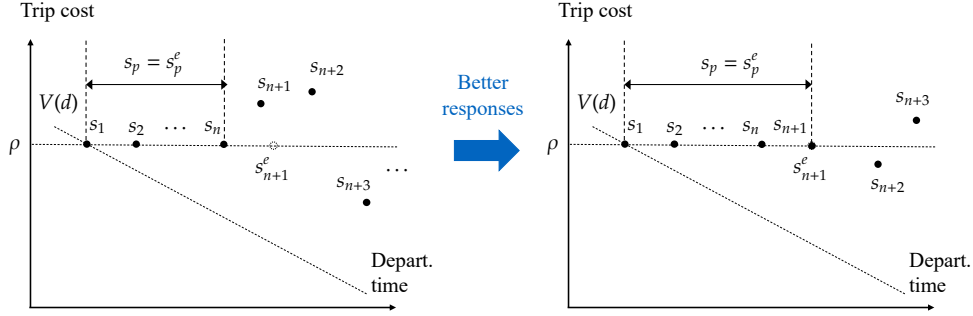 Trip cost
s_p = s_p^e
s_{n+1}
s_{n+2}
V(d)
s_1 s_2 ⋯ s_n
ρ
s_{n+1}^e
⋯
s_{n+3}
Depart.
time
Better
responses
Trip cost
s_p = s_p^e
V(d)
s_{n+3}
s_1 s_2 ⋯ s_n s_{n+1}
ρ
s_{n+1}^e
s_{n+2}
Depart.
time